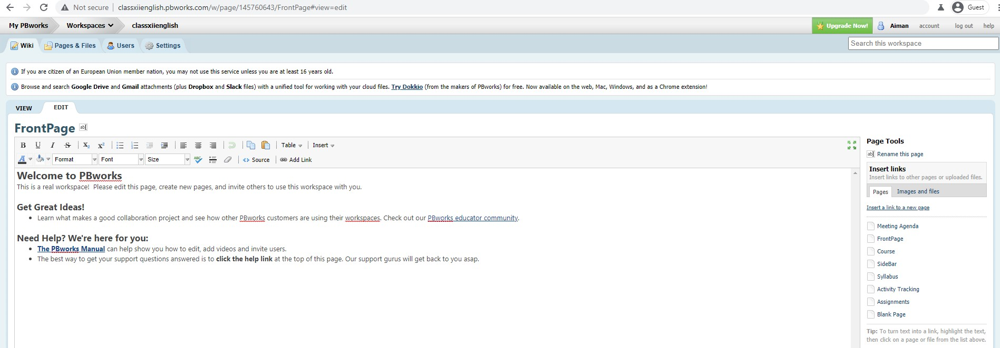 Not secure | classxiienglish.pbworks.com/w/page/145760643/FrontPage#view=edit Guest
My PBworks Workspaces classxiienglish Upgrade Now! Aiman account log out help
Wiki Pages & Files Users Settings Search this workspace
If you are citizen of an European Union member nation, you may not use this service unless you are at least 16 years old.
Browse and search Google Drive and Gmail attachments (plus Dropbox and Slack files) with a unified tool for working with your cloud files. Try Dokkio (from the makers of PBworks) for free. Now available on the web, Mac, Windows, and as a Chrome extension!
VIEW EDIT
FrontPage
B U I S X₂ X² Table Insert
A Format Font Size ABC Source Add Link
Welcome to PBworks
This is a real workspace! Please edit this page, create new pages, and invite others to use this workspace with you.
Get Great Ideas!
• Learn what makes a good collaboration project and see how other PBworks customers are using their workspaces. Check out our PBworks educator community.
Need Help? We're here for you:
• The PBworks Manual can help show you how to edit, add videos and invite users.
• The best way to get your support questions answered is to click the help link at the top of this page. Our support gurus will get back to you asap.
Page Tools
Rename this page
Insert links
Insert links to other pages or uploaded files.
Pages Images and files
Insert a link to a new page
Meeting Agenda
FrontPage
Course
SideBar
Syllabus
Activity Tracking
Assignments
Blank Page
Tip: To turn text into a link, highlight the text,
then click on a page or file from the list above.